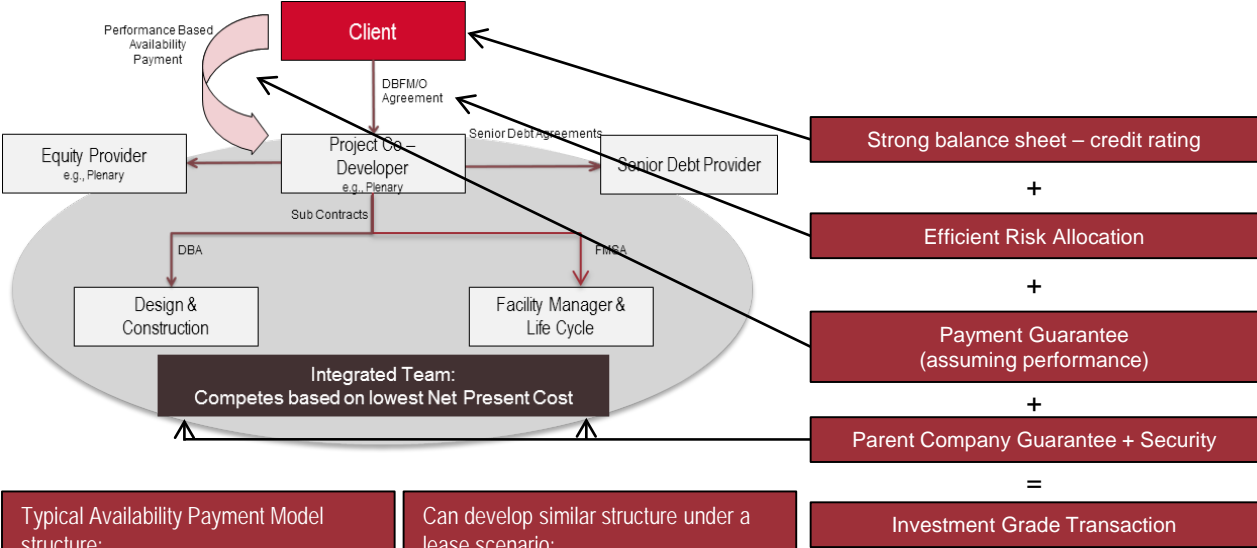 Performance Based
Availability
Payment
Client
DBFM/O
Agreement
Equity Provider
e.g., Plenary
Project Co –
Developer
e.g., Plenary
Senior Debt Agreements
Senior Debt Provider
Sub Contracts
DBA
FMSA
Design &
Construction
Facility Manager &
Life Cycle
Integrated Team:
Competes based on lowest Net Present Cost
Strong balance sheet – credit rating
+
Efficient Risk Allocation
+
Payment Guarantee
(assuming performance)
+
Parent Company Guarantee + Security
=
Investment Grade Transaction
Typical Availability Payment Model
structure:
Can develop similar structure under a
lease scenario: